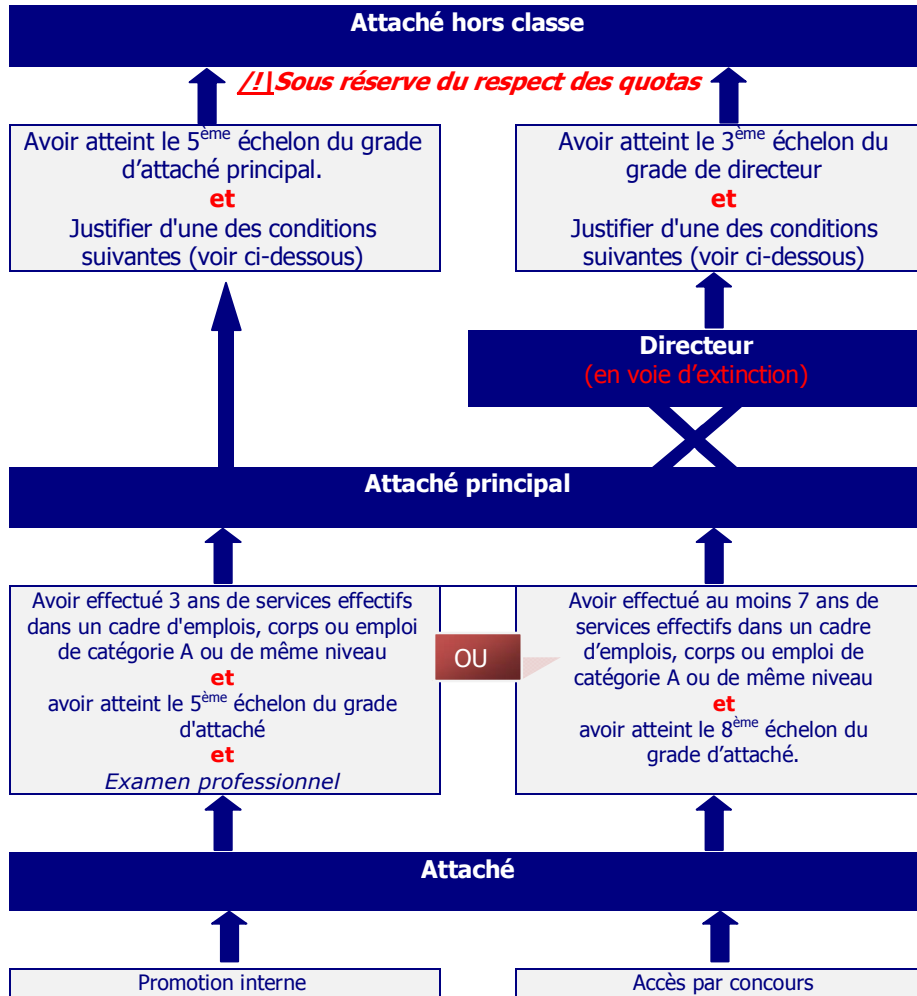 Attaché hors classe
/!\Sous réserve du respect des quotas
Avoir atteint le 5ème échelon du grade
d'attaché principal.
et
Justifier d'une des conditions
suivantes (voir ci-dessous)
Avoir atteint le 3ème échelon du
grade de directeur
et
Justifier d'une des conditions
suivantes (voir ci-dessous)
Directeur
(en voie d'extinction)
Attaché principal
Avoir effectué 3 ans de services effectifs
dans un cadre d'emplois, corps ou emploi
de catégorie A ou de même niveau
et
avoir atteint le 5ème échelon du grade
d'attaché
et
Examen professionnel
OU
Avoir effectué au moins 7 ans de
services effectifs dans un cadre
d'emplois, corps ou emploi de
catégorie A ou de même niveau
et
avoir atteint le 8ème échelon du
grade d'attaché.
Attaché
Promotion interne
Accès par concours